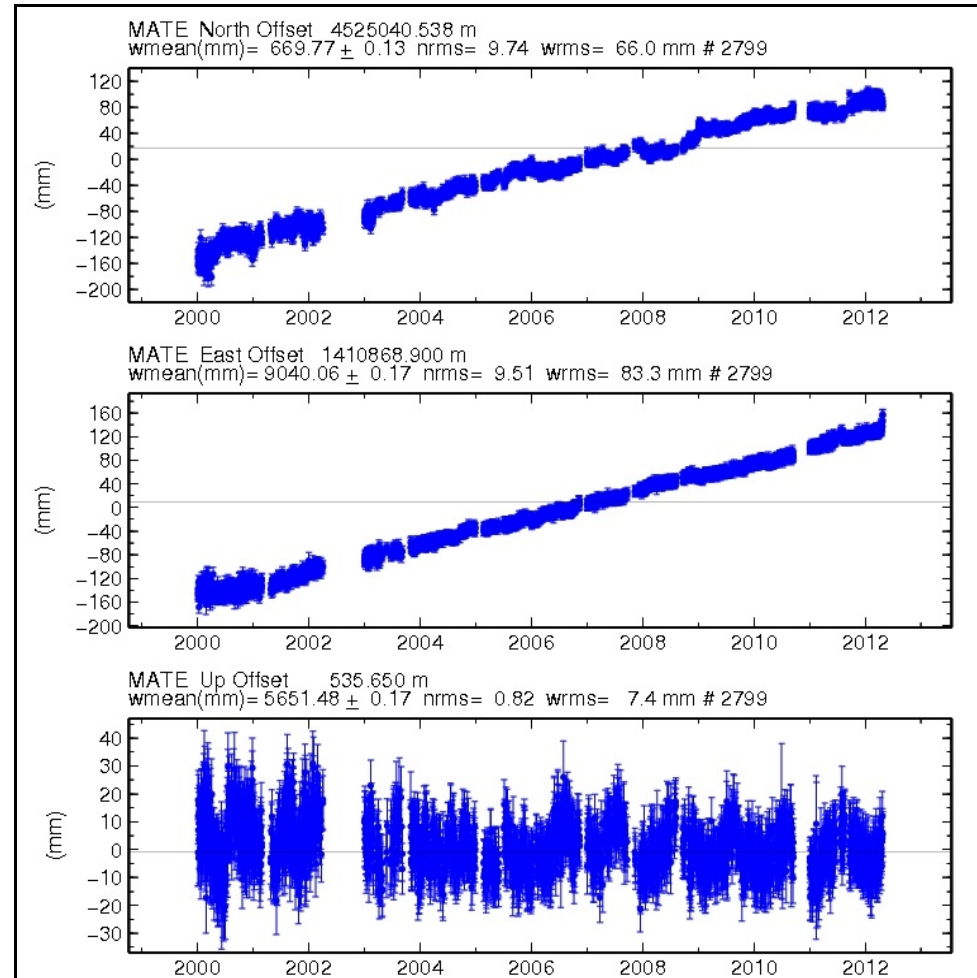 MATE North Offset 4525040.538 m
wmean(mm)= 669.77 ± 0.13 nrms= 9.74 wrms= 66.0 mm # 2799
120
80
40
0
-40
-80
-120
-160
-200
(mm)
2000 2002 2004 2006 2008 2010 2012
MATE East Offset 1410868.900 m
wmean(mm)= 9040.06 ± 0.17 nrms= 9.51 wrms= 83.3 mm # 2799
160
120
80
40
0
-40
-80
-120
-160
-200
(mm)
2000 2002 2004 2006 2008 2010 2012
MATE Up Offset 535.650 m
wmean(mm)= 5651.48 ± 0.17 nrms= 0.82 wrms= 7.4 mm # 2799
40
30
20
10
0
-10
-20
-30
(mm)
2000 2002 2004 2006 2008 2010 2012